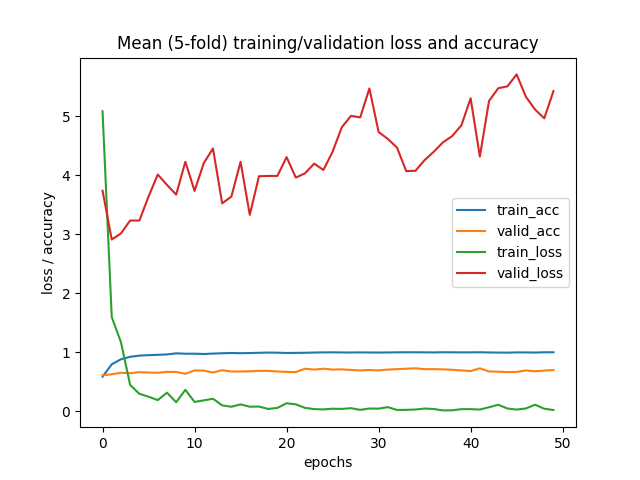 Mean (5-fold) training/validation loss and accuracy
loss / accuracy
5
4
3
2
1
0
train_acc
valid_acc
train_loss
valid_loss
0
10
20
30
40
50
epochs